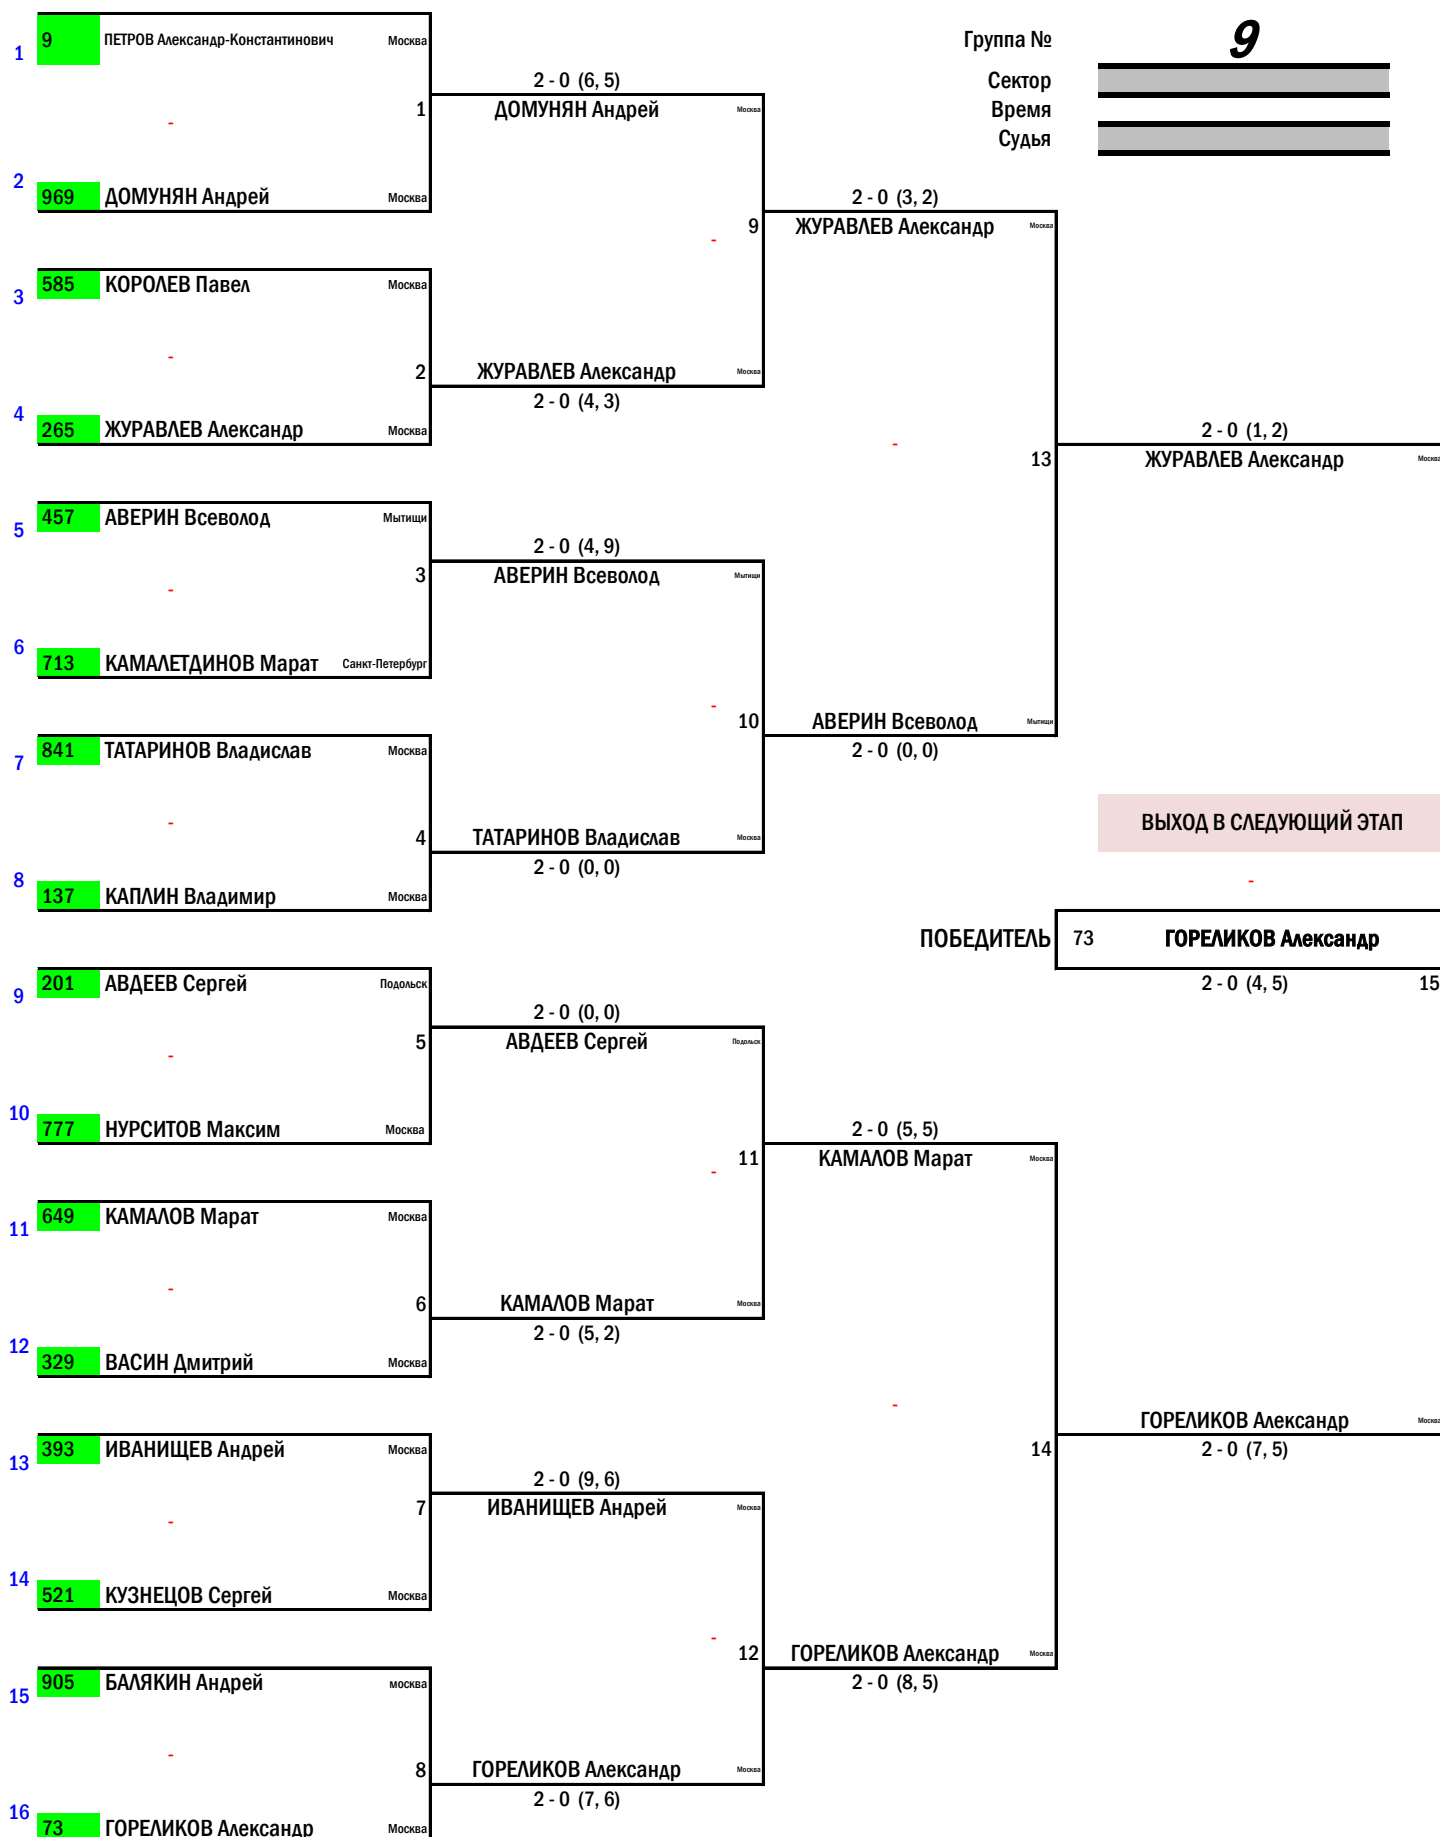 1 9 ПЕТРОВ Александр-Константинович Москва
Группа № 9
2 - 0 (6, 5)
Сектор
1 ДОМУНЯН Андрей Москва
Время
-
Судья
2 969 ДОМУНЯН Андрей Москва
2 - 0 (3, 2)
9 ЖУРАВЛЕВ Александр Москва
-
3 585 КОРОЛЕВ Павел Москва
-
2 ЖУРАВЛЕВ Александр Москва
2 - 0 (4, 3)
4 265 ЖУРАВЛЕВ Александр Москва
2 - 0 (1, 2)
-
13 ЖУРАВЛЕВ Александр Москва
5 457 АВЕРИН Всеволод Мытищи
2 - 0 (4, 9)
3 АВЕРИН Всеволод Мытищи
-
6 713 КАМАЛЕТДИНОВ Марат Санкт-Петербург
-
10 АВЕРИН Всеволод Мытищи
7 841 ТАТАРИНОВ Владислав Москва
2 - 0 (0, 0)
-
ВЫХОД В СЛЕДУЮЩИЙ ЭТАП
4 ТАТАРИНОВ Владислав Москва
2 - 0 (0, 0)
-
8 137 КАПЛИН Владимир Москва
ПОБЕДИТЕЛЬ 73 ГОРЕЛИКОВ Александр
9 201 АВДЕЕВ Сергей Подольск
2 - 0 (4, 5) 15
2 - 0 (0, 0)
5 АВДЕЕВ Сергей Подольск
-
10 777 НУРСИТОВ Максим Москва
2 - 0 (5, 5)
11 КАМАЛОВ Марат Москва
-
11 649 КАМАЛОВ Марат Москва
-
6 КАМАЛОВ Марат Москва
2 - 0 (5, 2)
12 329 ВАСИН Дмитрий Москва
-
ГОРЕЛИКОВ Александр Москва
13 393 ИВАНИЩЕВ Андрей Москва
14 2 - 0 (7, 5)
2 - 0 (9, 6)
7 ИВАНИЩЕВ Андрей Москва
-
14 521 КУЗНЕЦОВ Сергей Москва
-
12 ГОРЕЛИКОВ Александр Москва
15 905 БАЛЯКИН Андрей москва
2 - 0 (8, 5)
-
8 ГОРЕЛИКОВ Александр Москва
2 - 0 (7, 6)
16 73 ГОРЕЛИКОВ Александр Москва